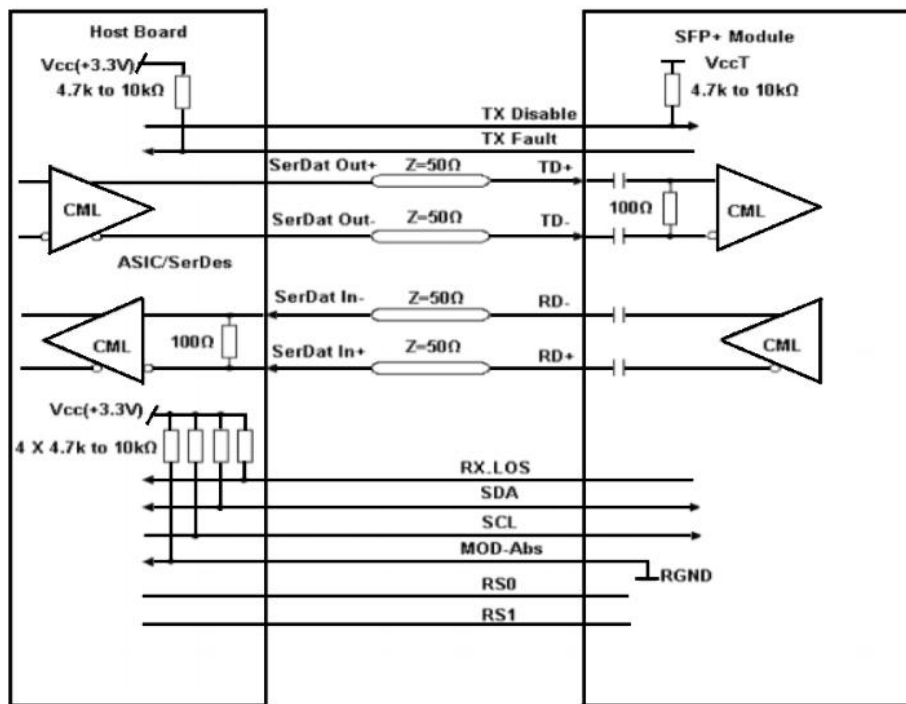 Host Board
SFP+ Module
Vcc(+3.3V)
4.7k to 10kΩ
VccT
4.7k to 10kΩ
TX Disable
TX Fault
SerDat Out+
Z=50Ω
TD+
CML
100Ω
CML
SerDat Out-
Z=50Ω
TD-
ASIC/SerDes
SerDat In-
Z=50Ω
RD-
CML
100Ω
CML
SerDat In+
Z=50Ω
RD+
Vcc(+3.3V)
4 X 4.7k to 10kΩ
RX.LOS
SDA
SCL
MOD-Abs
RGND
RS0
RS1